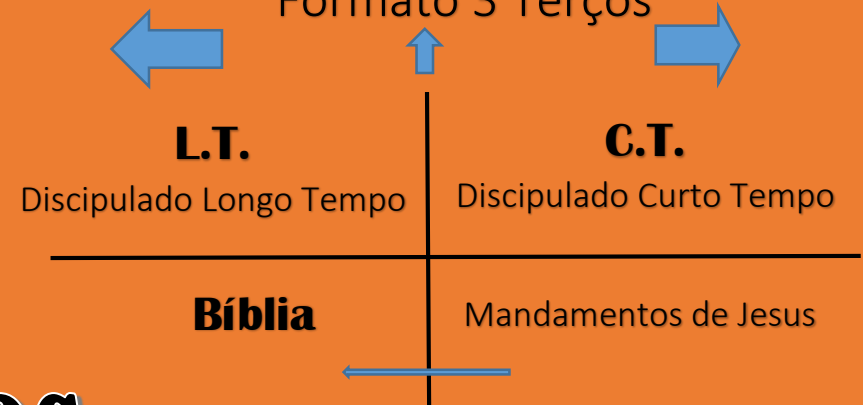 Formato 3 Terços
L.T.
C.T.
Discipulado Longo Tempo
Discipulado Curto Tempo
Bíblia
Mandamentos de Jesus